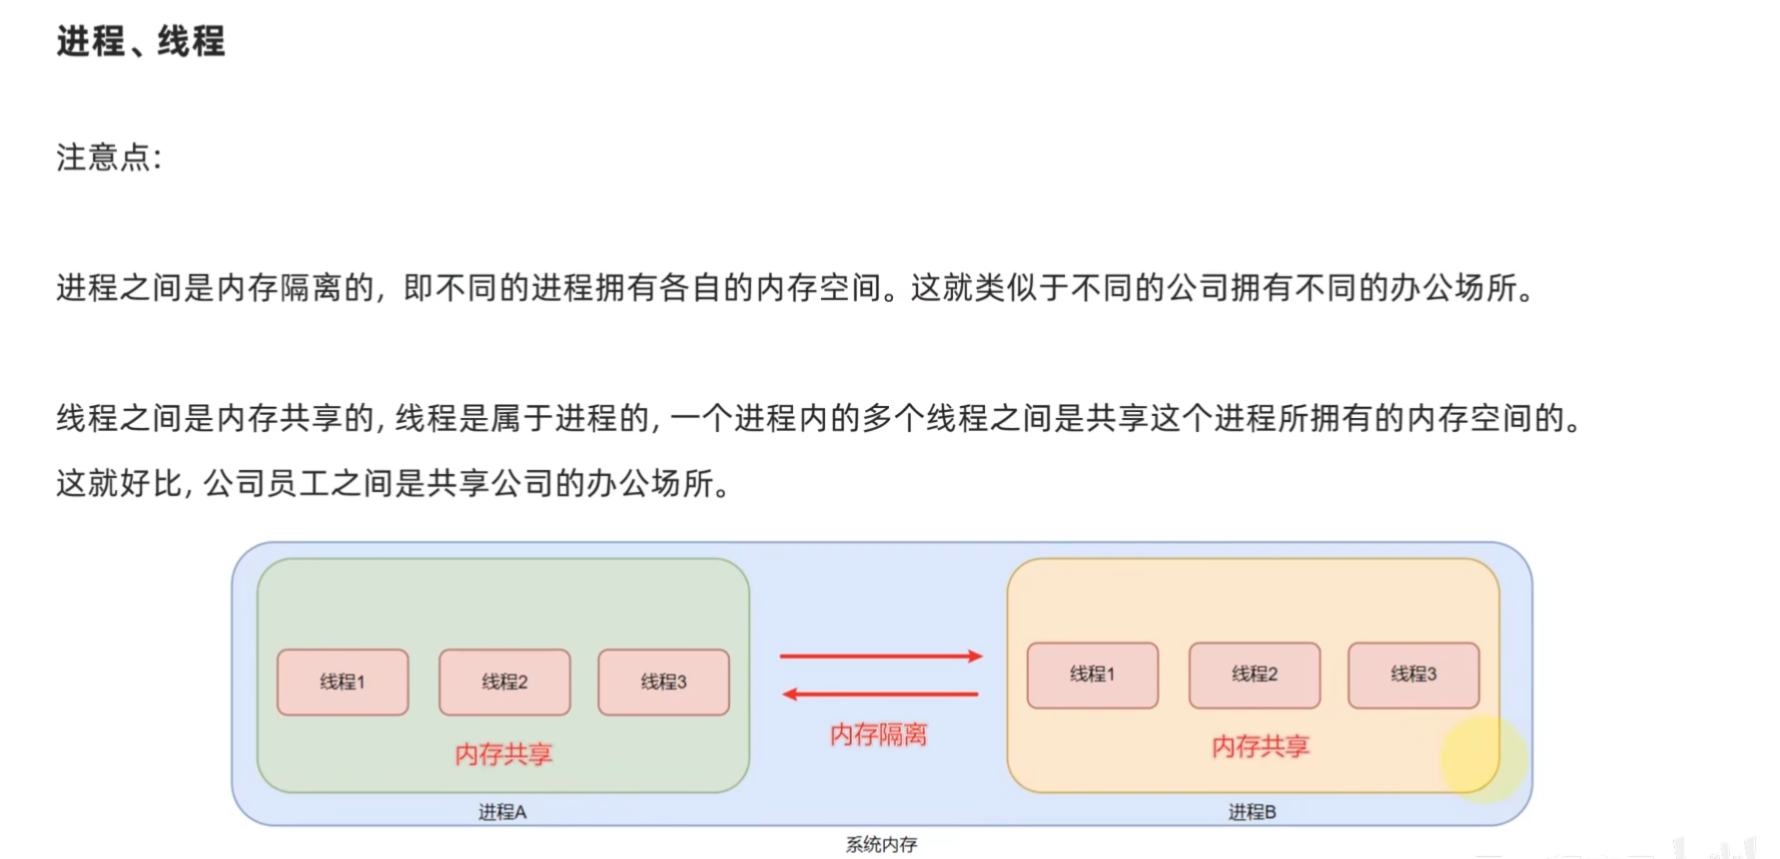 进程、线程
注意点：
进程之间是内存隔离的，即不同的进程拥有各自的内存空间。这就类似于不同的公司拥有不同的办公场所。
线程之间是内存共享的，线程是属于进程的，一个进程内的多个线程之间是共享这个进程所拥有的内存空间的。
这就好比，公司员工之间是共享公司的办公场所。
线程1
线程2
线程3
内存共享
进程A
内存隔离
线程1
线程2
线程3
内存共享
进程B
系统内存